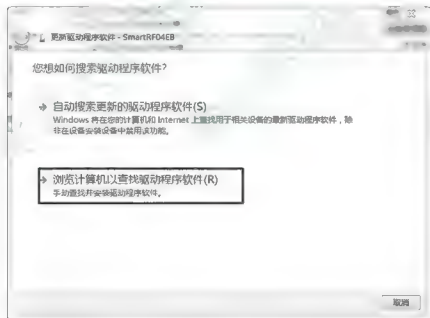 更新驱动程序软件 - SmartRF04EB
您想如何搜索驱动程序软件?
自动搜索更新的驱动程序软件(S)
Windows 将在您的计算机和 Internet 上查找用于相关设备的最新驱动程序软件，除
非在设备安装设备中禁用该功能。
浏览计算机以查找驱动程序软件(R)
手动查找并安装驱动程序软件。
取消